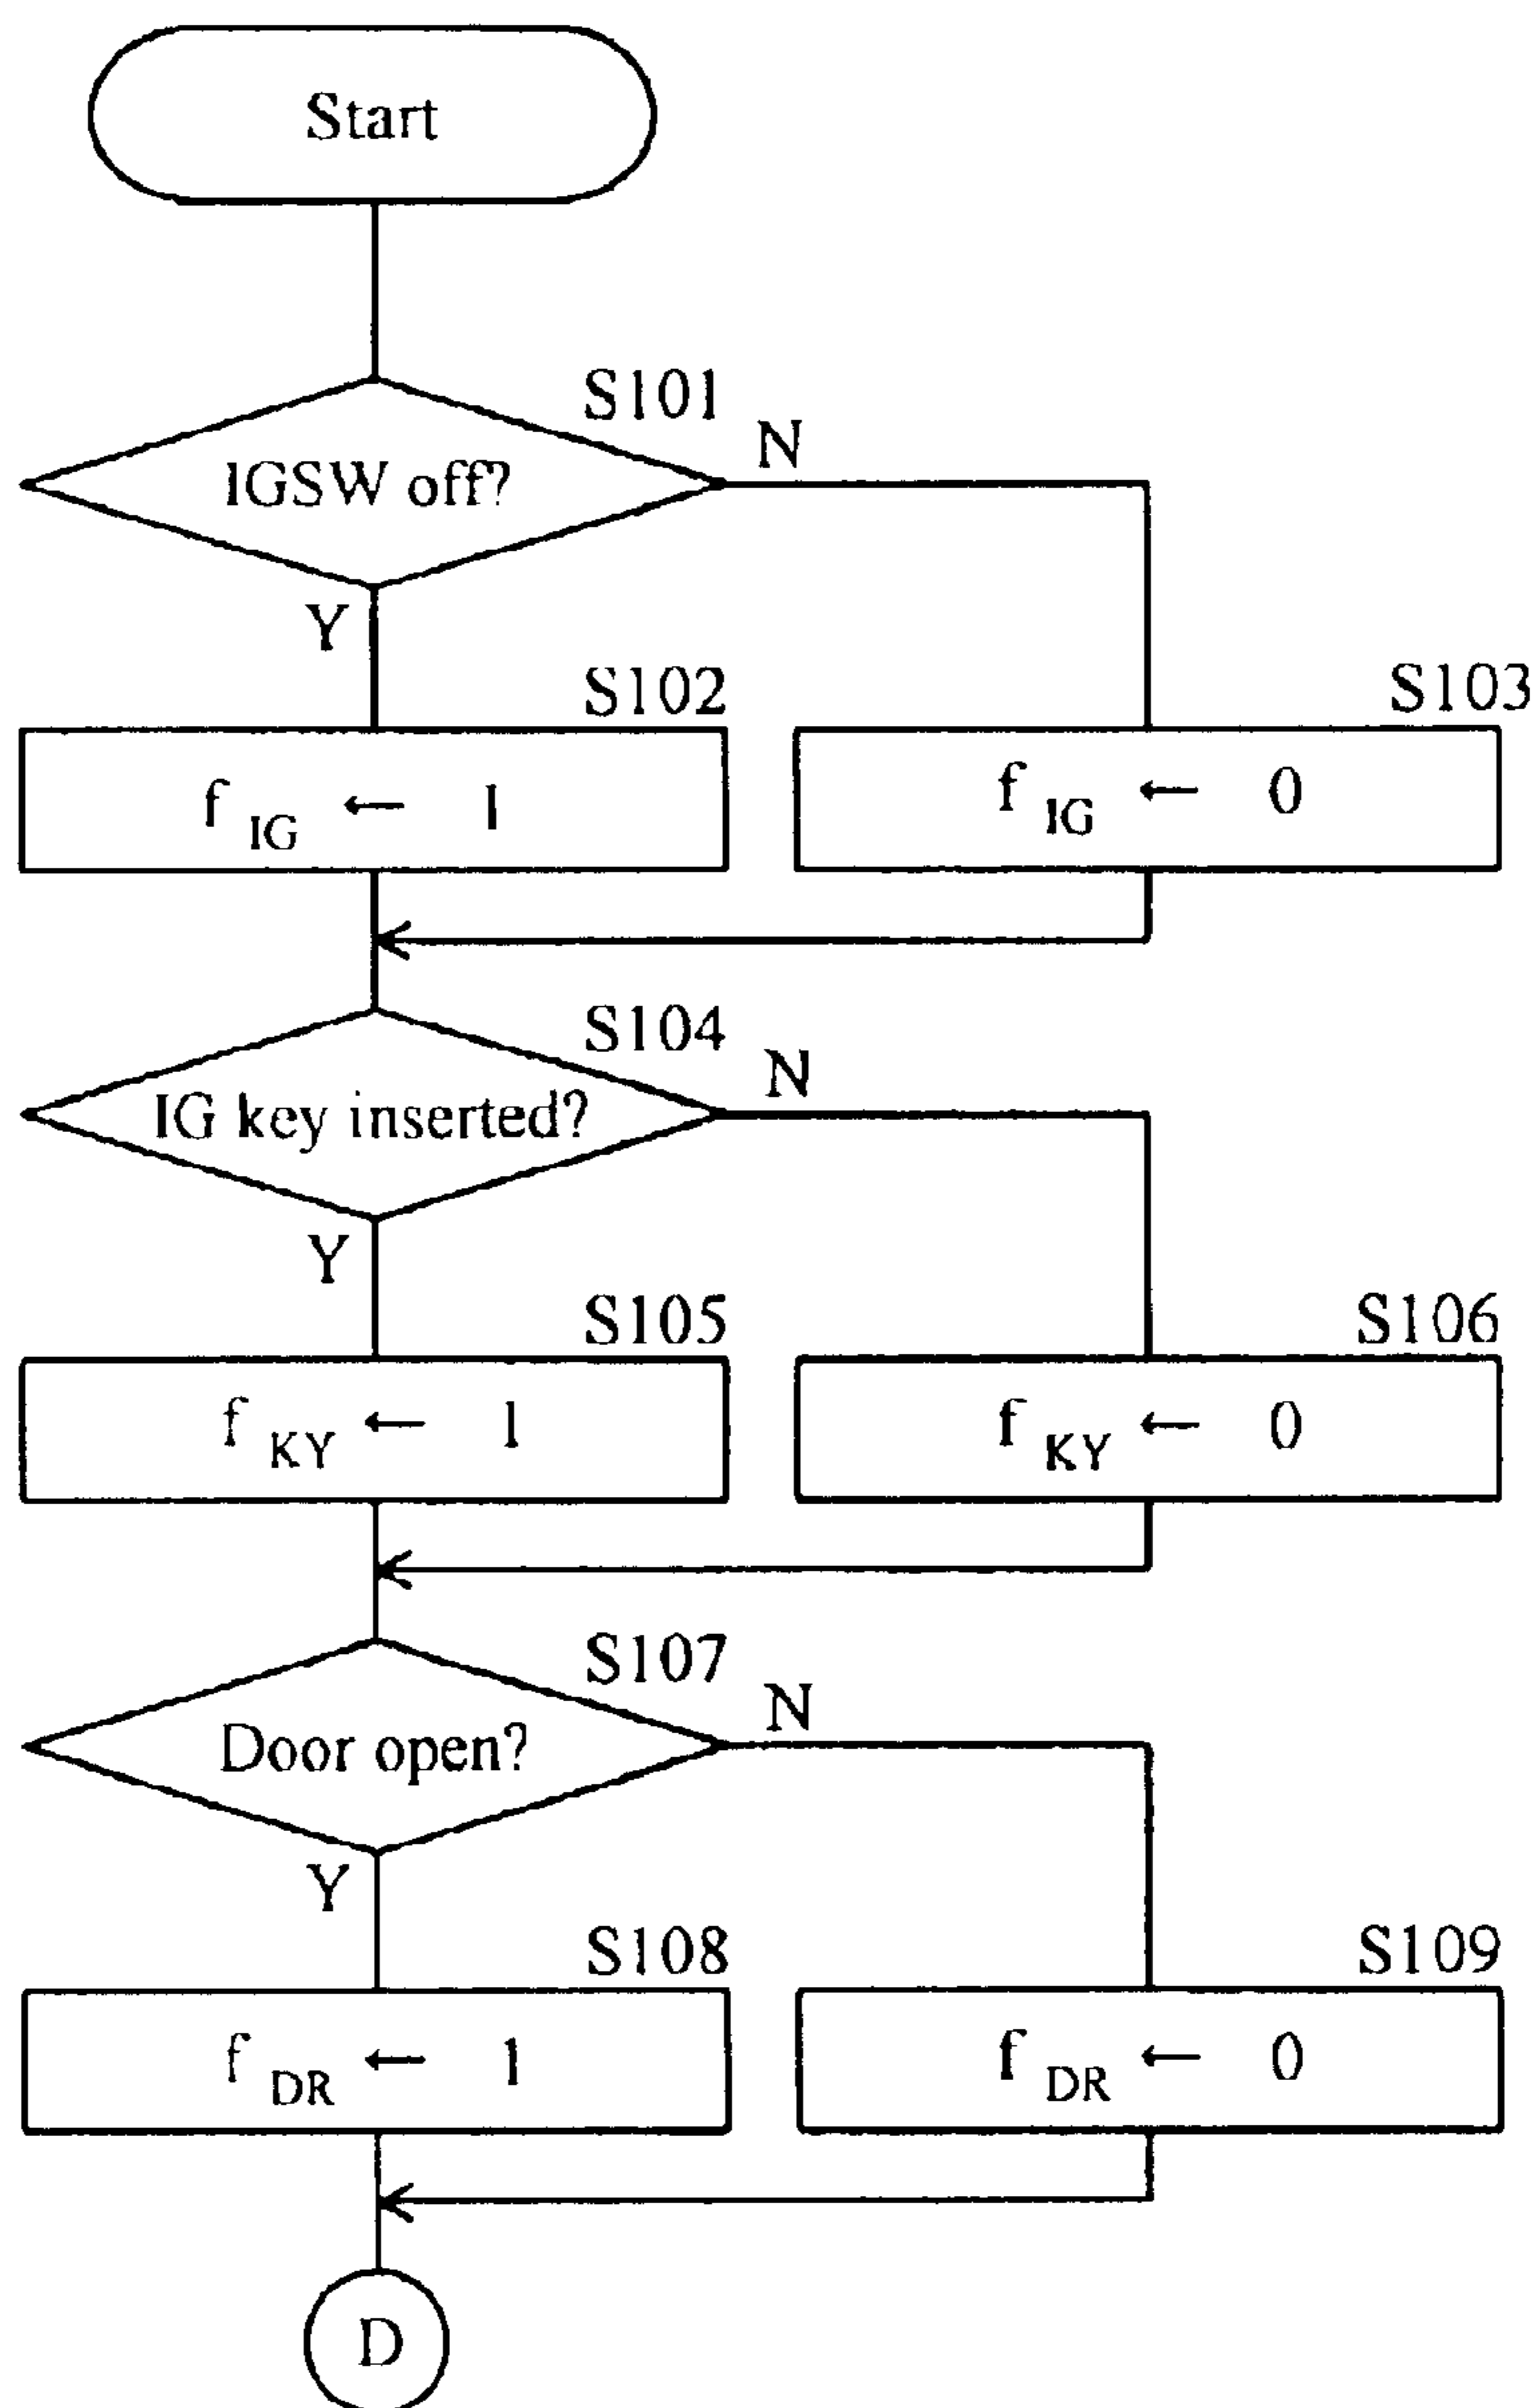 Start
S101
IGSW off?
N
Y
S102
S103
f IG ← 1
f IG ← 0
S104
IG key inserted?
N
Y
S105
S106
f KY ← 1
f KY ← 0
S107
Door open?
N
Y
S108
S109
f DR ← 1
f DR ← 0
D